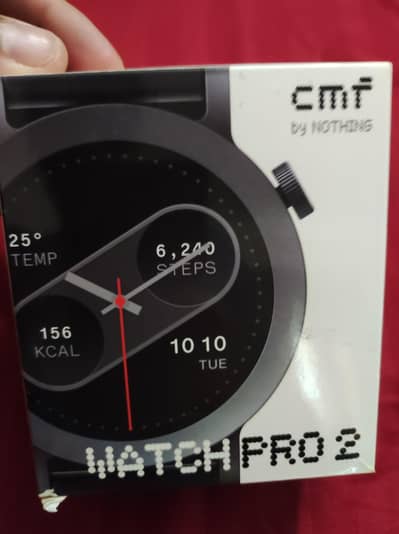 cmf
by NOTHING
25°
TEMP
6,240
STEPS
156
KCAL
10 10
TUE
WATCH PRO 2